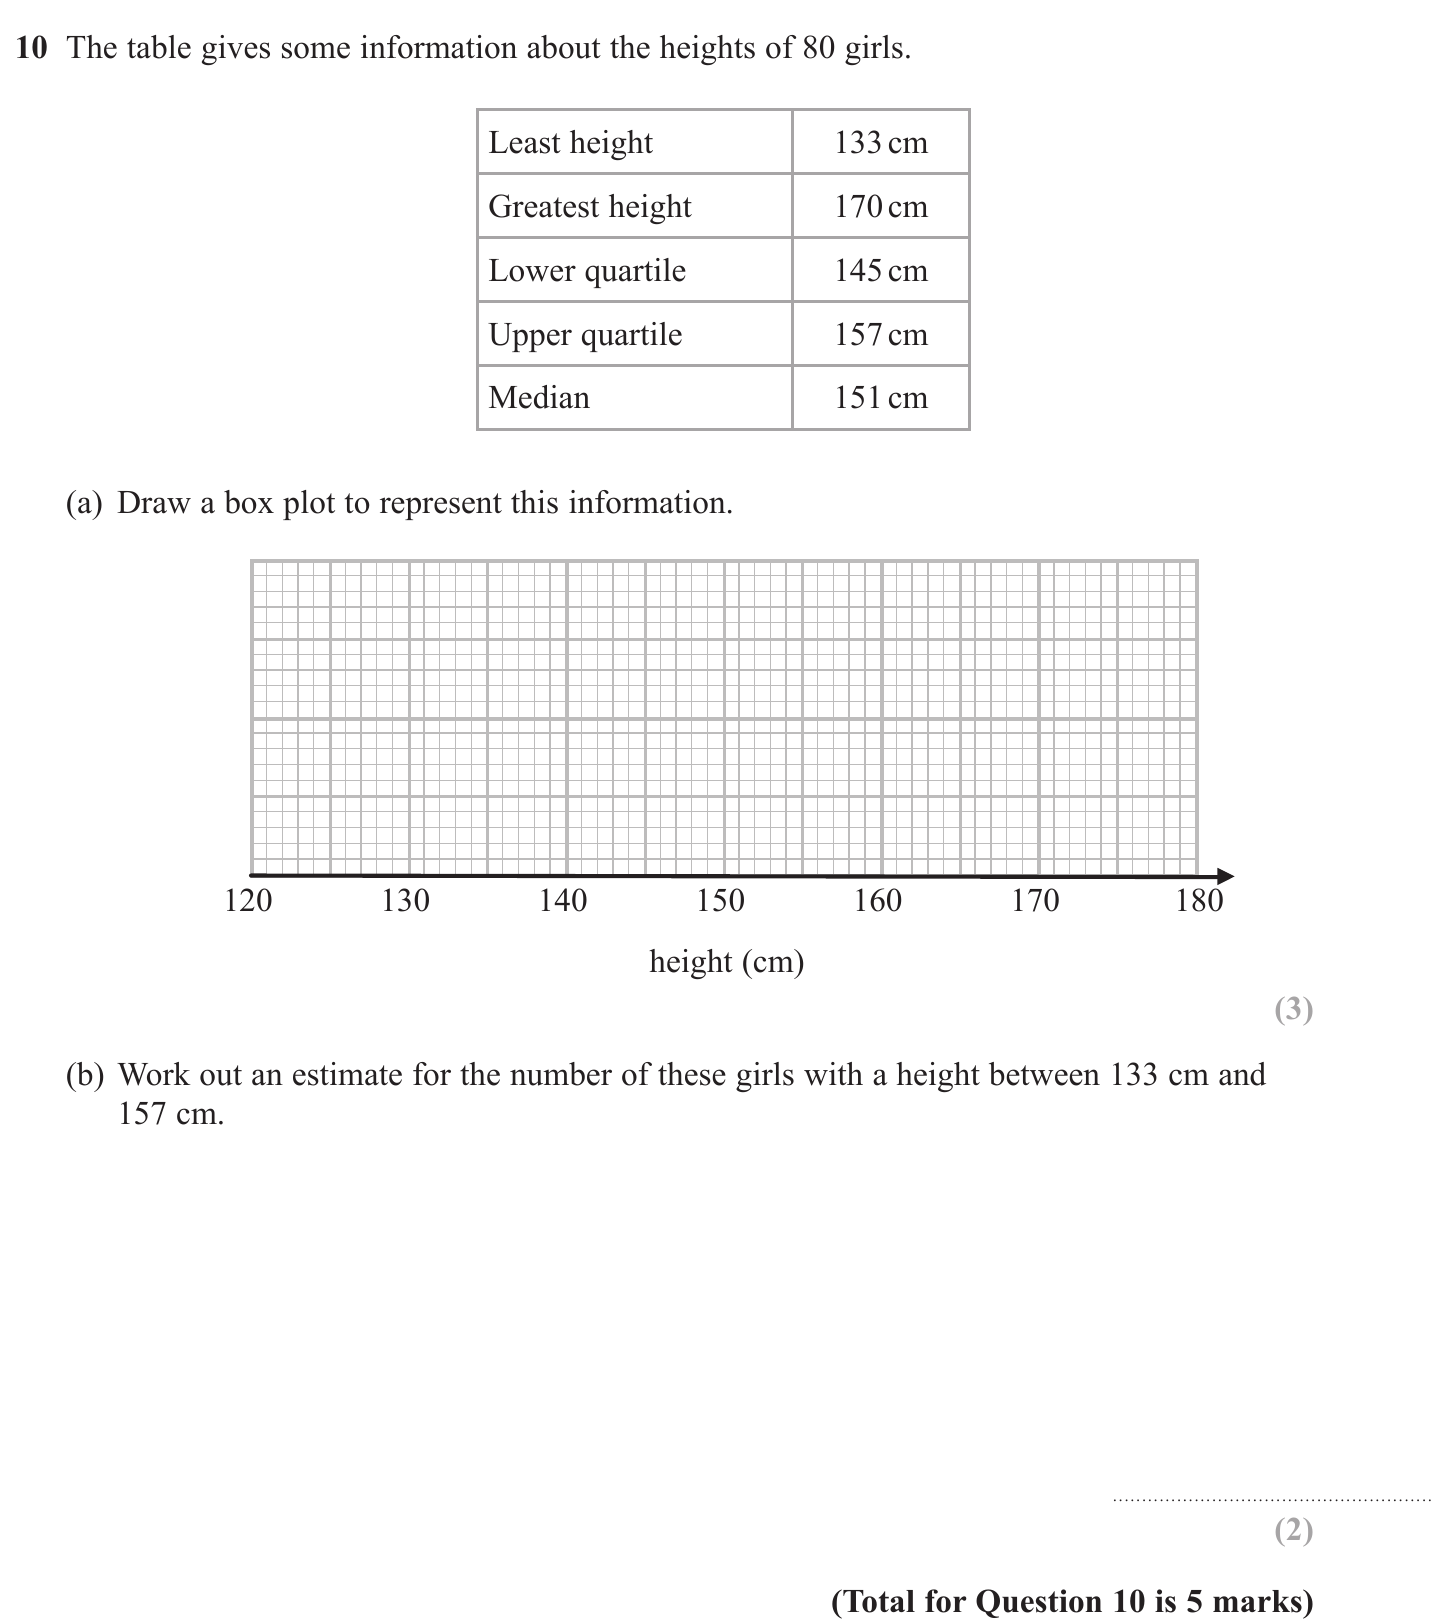 10 The table gives some information about the heights of 80 girls.
Least height 133 cm
Greatest height 170 cm
Lower quartile 145 cm
Upper quartile 157 cm
Median 151 cm
(a) Draw a box plot to represent this information.
120 130 140 150 160 170 180
height (cm)
(3)
(b) Work out an estimate for the number of these girls with a height between 133 cm and
157 cm.
(2)
(Total for Question 10 is 5 marks)